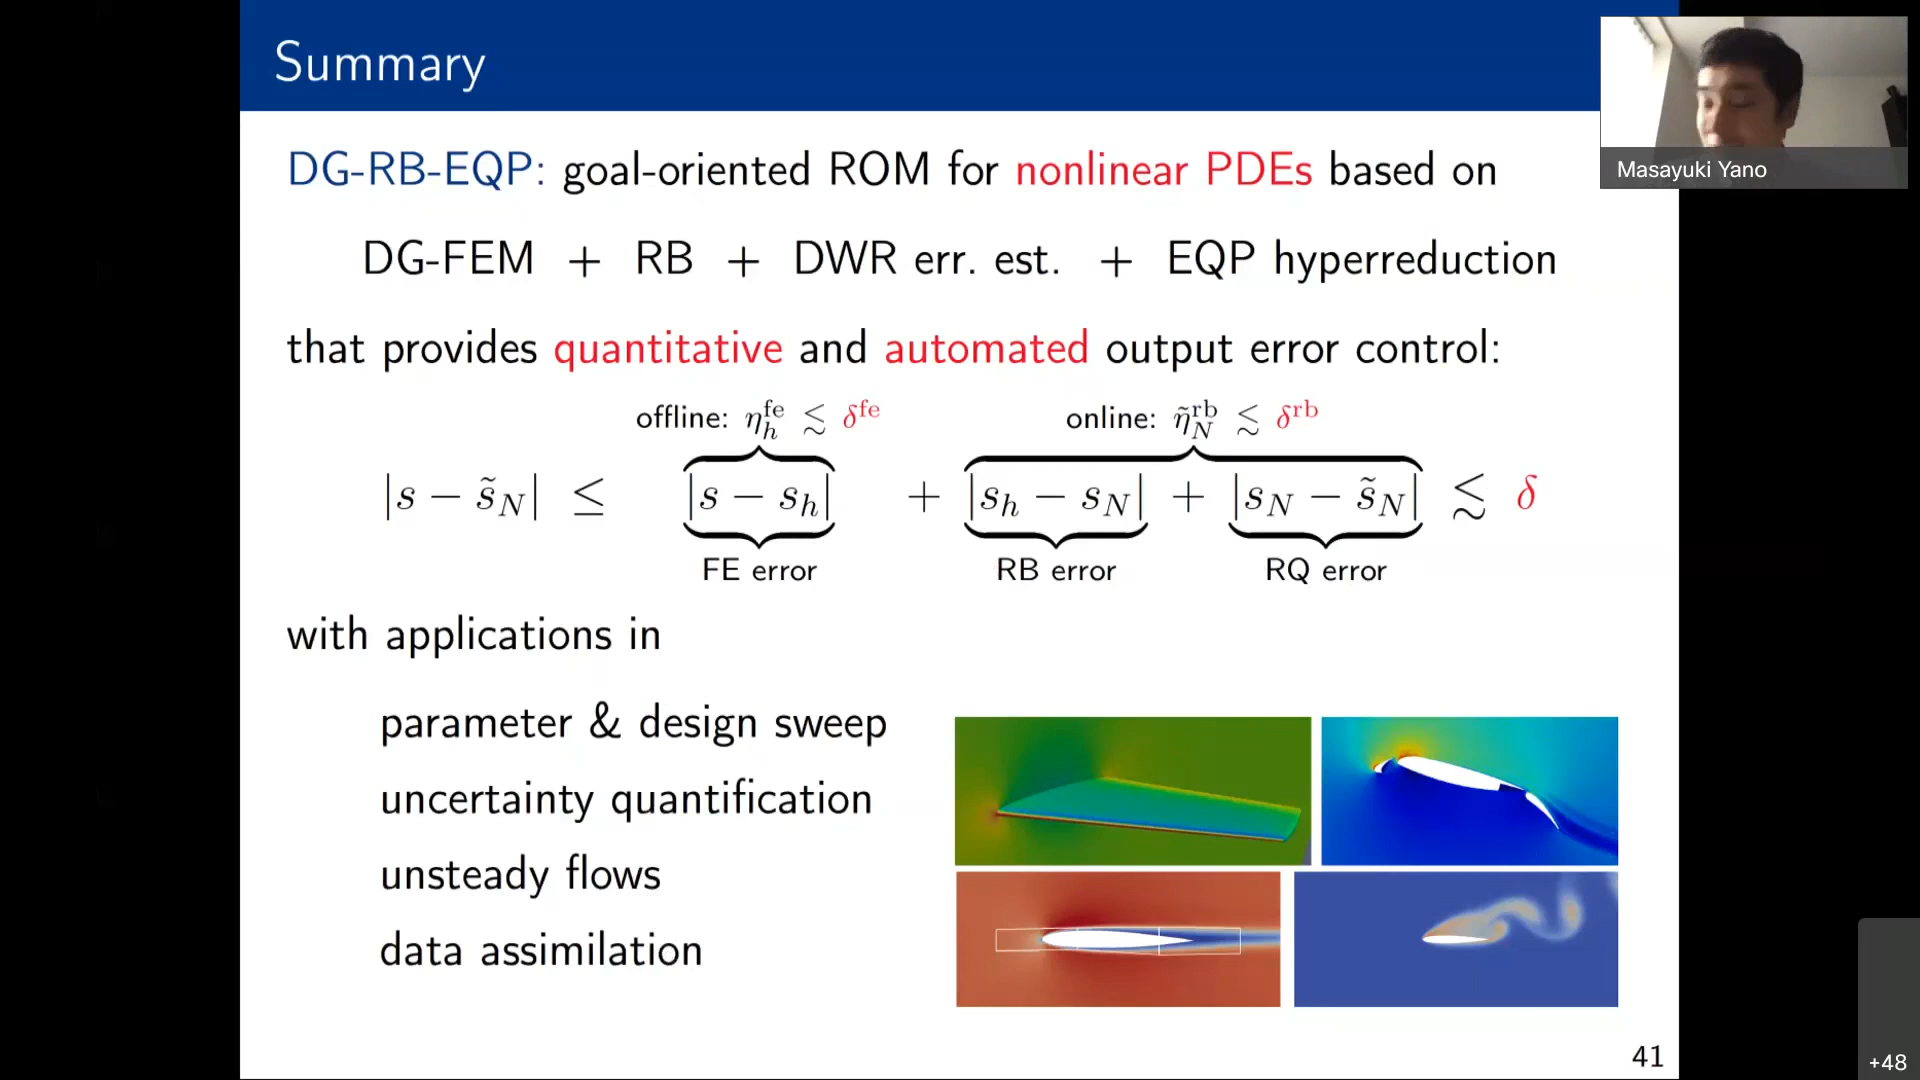 Summary
Masayuki Yano
DG-RB-EQP: goal-oriented ROM for nonlinear PDEs based on
DG-FEM + RB + DWR err. est. + EQP hyperreduction
that provides quantitative and automated output error control:
offline: η_h^fe ≲ δ^fe online: η̃_N^rb ≲ δ^rb
|s − s̃_N| ≤ |s − s_h| + |s_h − s_N| + |s_N − s̃_N| ≲ δ
FE error RB error RQ error
with applications in
parameter & design sweep
uncertainty quantification
unsteady flows
data assimilation
41
+48